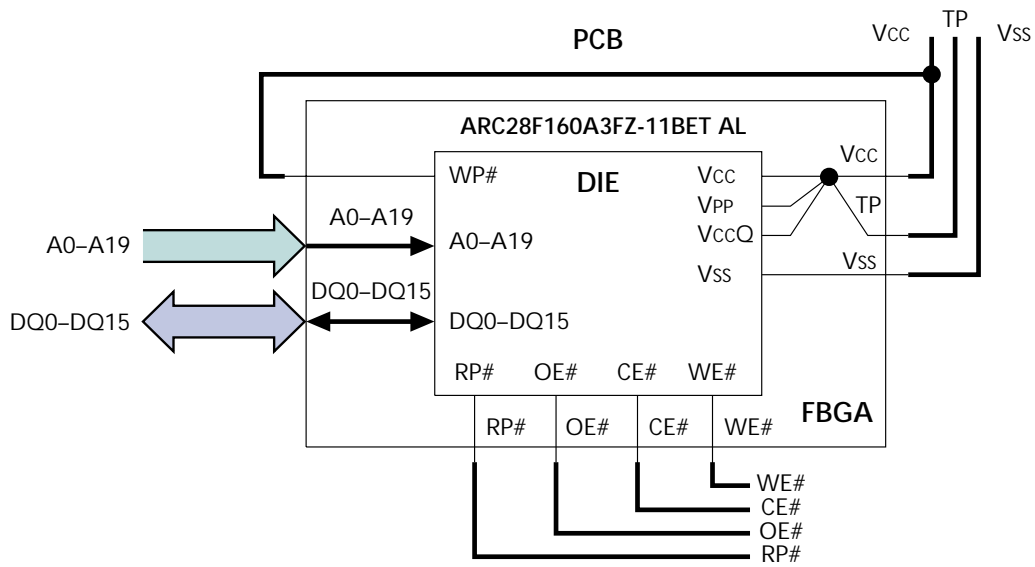 PCB
VCC
TP
VSS
ARC28F160A3FZ-11BET AL
WP#
DIE
VCC
VCC
VPP
TP
A0–A19
A0–A19
A0–A19
VCCQ
VSS
VSS
DQ0–DQ15
DQ0–DQ15
DQ0–DQ15
RP# OE# CE# WE#
FBGA
RP# OE# CE# WE#
WE#
CE#
OE#
RP#